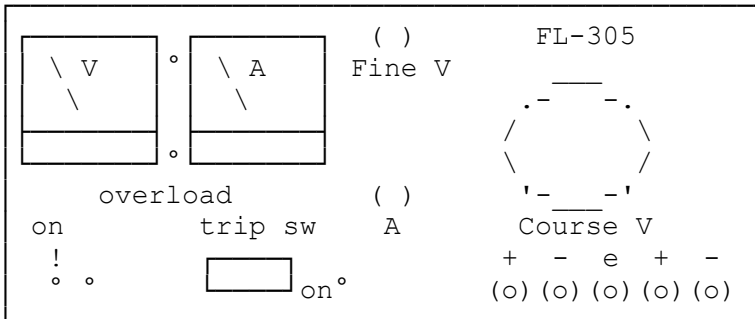 FL-305
V A Fine V
overload
on trip sw A Course V
+ - e + -
on
(o)(o)(o)(o)(o)